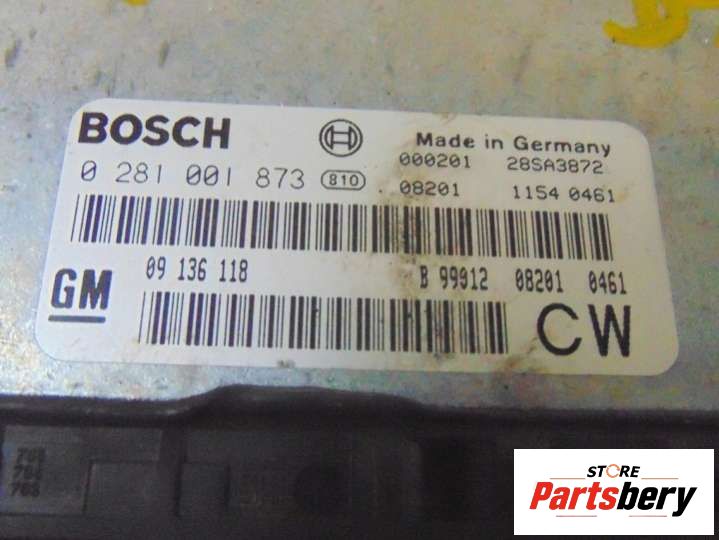 BOSCH
Made in Germany
0 281 001 873 810
000201 28SA3872
08201 1154 0461
GM
09 136 118
B 99012 08201 0461
CW
STORE
Partsbery